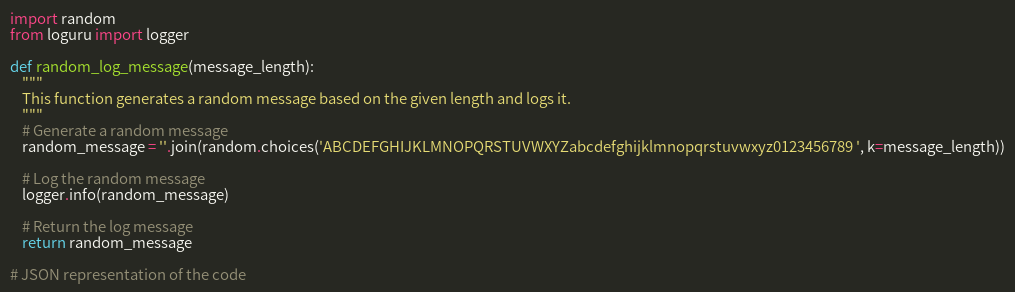 import random
from loguru import logger
def random_log_message(message_length):
"""
This function generates a random message based on the given length and logs it.
"""
# Generate a random message
random_message = ''.join(random.choices('ABCDEFGHIJKLMNOPQRSTUVWXYZabcdefghijklmnopqrstuvwxyz0123456789 ', k=message_length))
# Log the random message
logger.info(random_message)
# Return the log message
return random_message
# JSON representation of the code